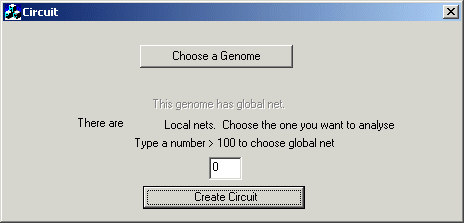 Circuit
Choose a Genome
This genome has global net.
There are Local nets. Choose the one you want to analyse
Type a number > 100 to choose global net
0
Create Circuit